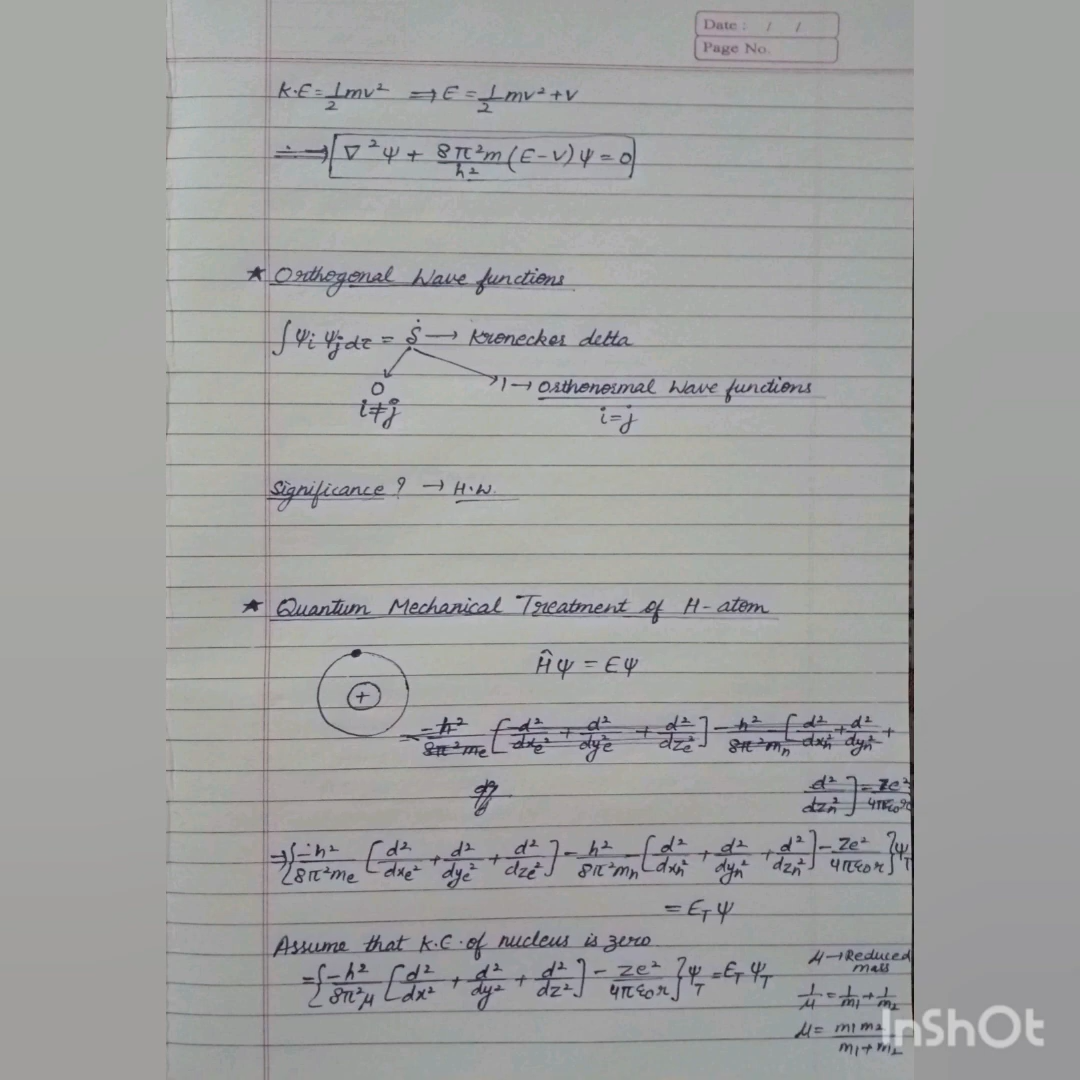 Date : / /
Page No.
K.E = 1/2 mv² ⇒ E = 1/2 mv² + V
∴ → ∇²Ψ + 8π²m/h² (E-V) Ψ = 0
★ Orthogonal Wave functions
∫ Ψi Ψj dτ = δ → Kronecker delta
0 1 → Orthonormal Wave functions
i≠j i=j
Significance ? → H.W.
★ Quantum Mechanical Treatment of H-atom
ĤΨ = EΨ
+
= -h²/8π²me [d²/dxe² + d²/dye² + d²/dze²] - h²/8π²mn [d²/dxn² + d²/dyn² +
d²/dzn²] = Ze²/4πε0r
⇒ {-h²/8π²me [d²/dxe² + d²/dye² + d²/dze²] - h²/8π²mn [d²/dxn² + d²/dyn² + d²/dzn²] - Ze²/4πε0r} ΨT
= ET Ψ
Assume that K.E. of nucleus is zero
= {-h²/8π²μ [d²/dx² + d²/dy² + d²/dz²] - Ze²/4πε0r} ΨT = ET ΨT
μ → Reduced
mass
1/μ = 1/m1 + 1/m2
μ = m1 m2/m1 + m2
InShOt